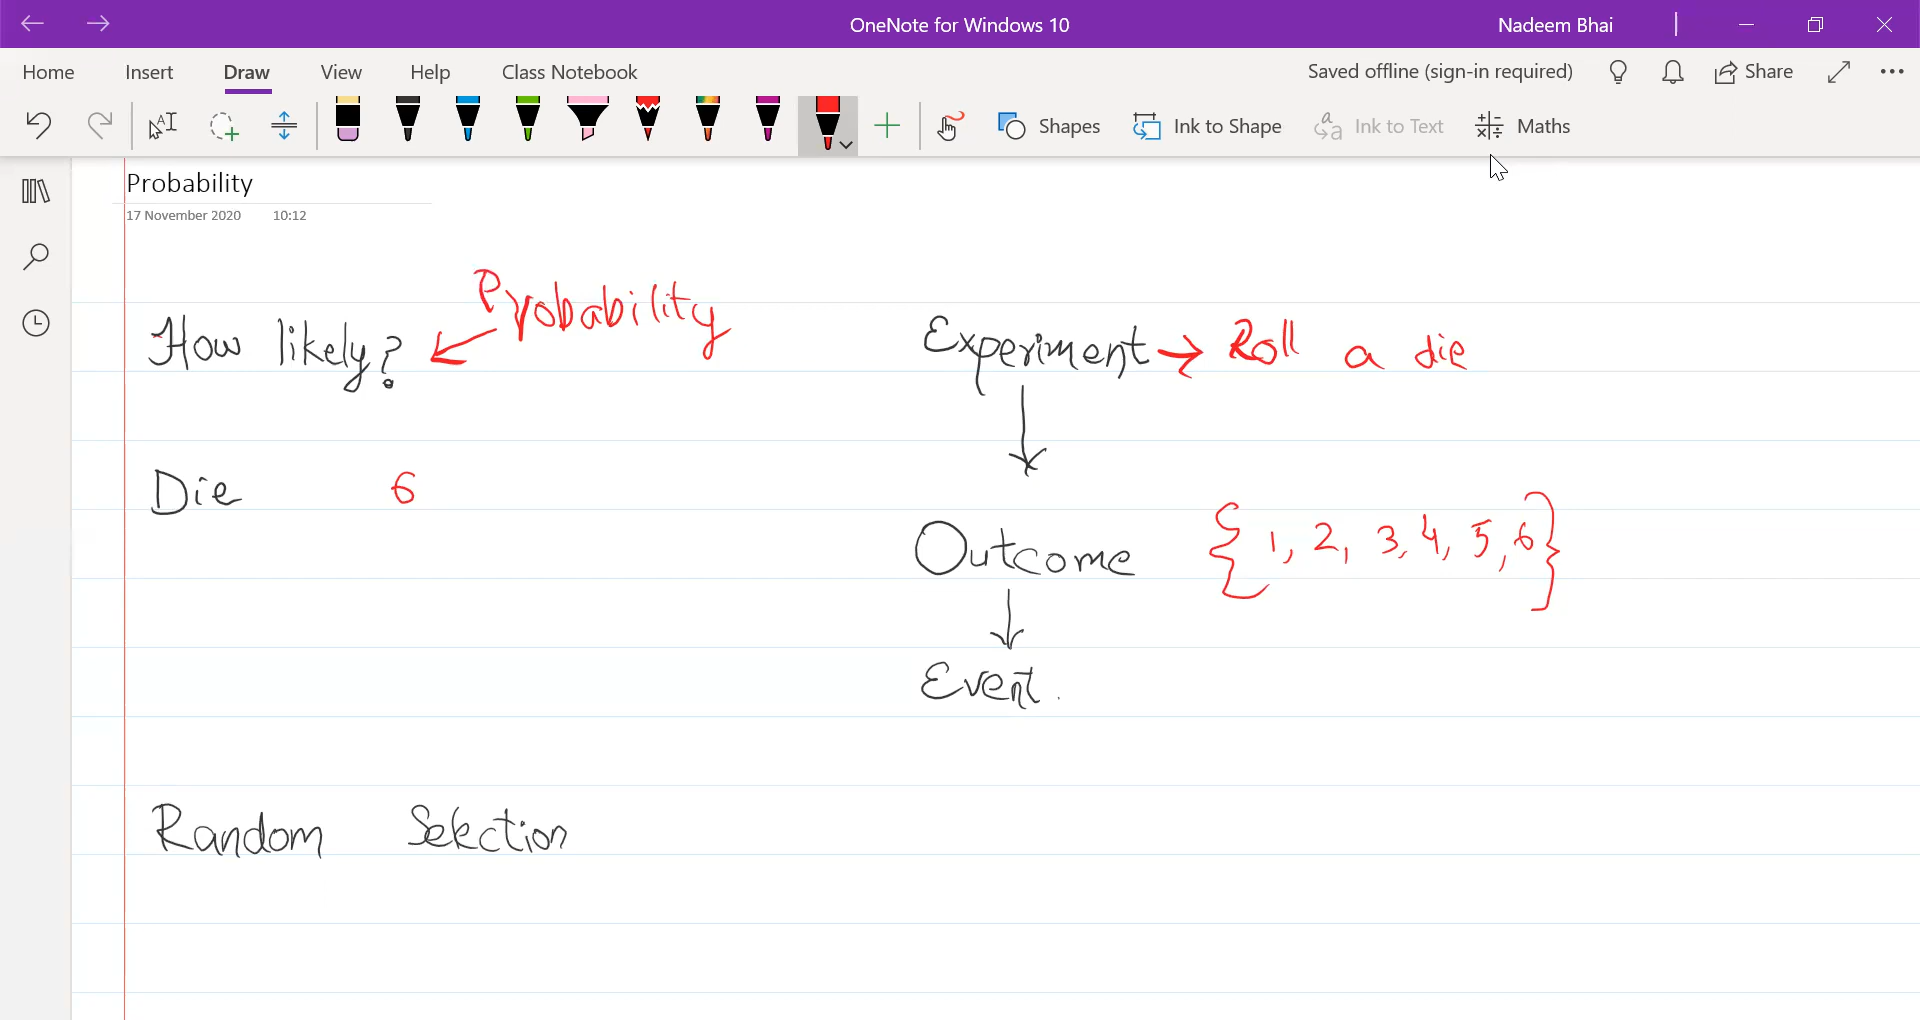 OneNote for Windows 10
Nadeem Bhai
Home Insert Draw View Help Class Notebook
Saved offline (sign-in required) Share
Shapes Ink to Shape Ink to Text Maths
Probability
17 November 2020 10:12
Probability
How likely?
Experiment → Roll a die
Die 6
Outcome { 1, 2, 3, 4, 5, 6 }
Event.
Random Selection